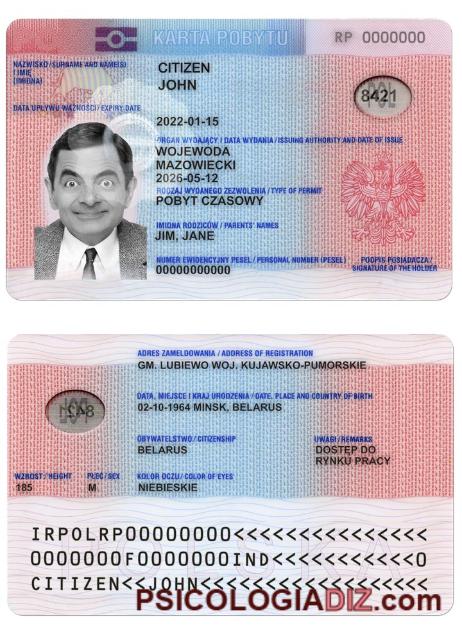 KARTA POBYTU
RP 0000000
NAZWISKO / SURNAME AND NAME(S)
I IMIĘ
(IMIONA)
CITIZEN
JOHN
8421
DATA UPŁYWU WAŻNOŚCI / EXPIRY DATE
2022-01-15
ORGAN WYDAJĄCY / DATA WYDANIA / ISSUING AUTHORITY AND DATE OF ISSUE
WOJEWODA
MAZOWIECKI
2026-05-12
RODZAJ WYDANEGO ZEZWOLENIA / TYPE OF PERMIT
POBYT CZASOWY
IMIONA RODZICÓW / PARENTS' NAMES
JIM, JANE
NUMER EWIDENCYJNY PESEL / PERSONAL NUMBER (PESEL)
00000000000
PODPIS POSIADACZA /
SIGNATURE OF THE HOLDER
ADRES ZAMELDOWANIA / ADDRESS OF REGISTRATION
GM. LUBIEWO WOJ. KUJAWSKO-PUMORSKIE
DATA, MIEJSCE I KRAJ URODZENIA / DATE, PLACE AND COUNTRY OF BIRTH
02-10-1964 MINSK, BELARUS
OBYWATELSTWO / CITIZENSHIP
BELARUS
UWAGI / REMARKS
DOSTĘP DO
RYNKU PRACY
WZROST / HEIGHT
185
PŁEĆ / SEX
M
KOLOR OCZU / COLOR OF EYES
NIEBIESKIE
IRPOLRP00000000<<<<<<<<<<<<<<<
0000000F0000000IND<<<<<<<<<<<0
CITIZEN<<JOHN<<<<<<<<<<<<<<<<<
PSICOLOGIADIZ.com